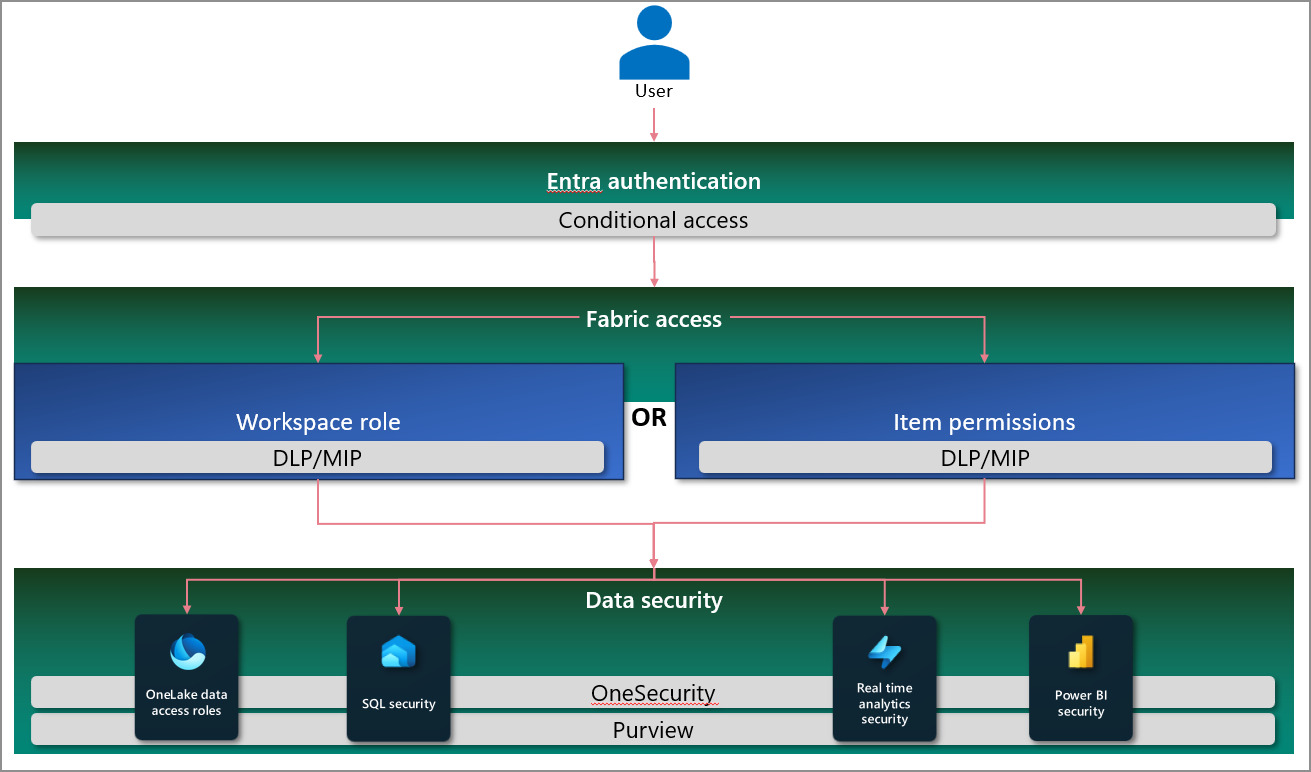 User
Entra authentication
Conditional access
Fabric access
Workspace role
DLP/MIP
OR
Item permissions
DLP/MIP
Data security
OneLake data
access roles
SQL security
Real time
analytics
security
Power BI
security
OneSecurity
Purview